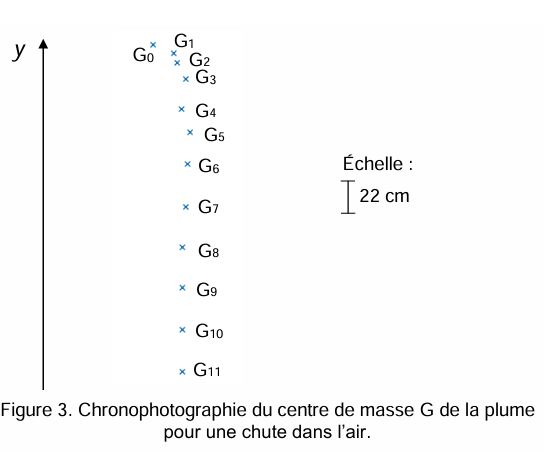 y
G0
G1
G2
G3
G4
G5
G6
G7
G8
G9
G10
G11
Échelle :
22 cm
Figure 3. Chronophotographie du centre de masse G de la plume
pour une chute dans l'air.